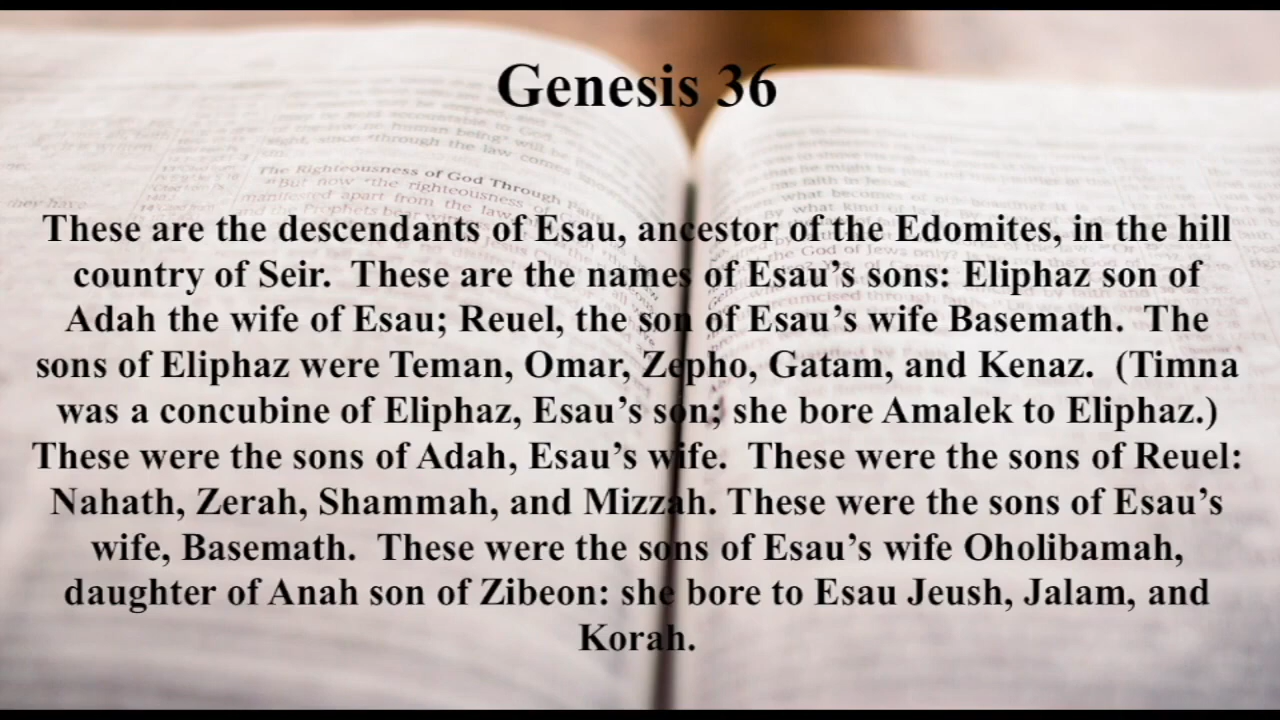 Genesis 36
These are the descendants of Esau, ancestor of the Edomites, in the hill
country of Seir.  These are the names of Esau’s sons: Eliphaz son of
Adah the wife of Esau; Reuel, the son of Esau’s wife Basemath.  The
sons of Eliphaz were Teman, Omar, Zepho, Gatam, and Kenaz.  (Timna
was a concubine of Eliphaz, Esau’s son; she bore Amalek to Eliphaz.)
These were the sons of Adah, Esau’s wife.  These were the sons of Reuel:
Nahath, Zerah, Shammah, and Mizzah. These were the sons of Esau’s
wife, Basemath.  These were the sons of Esau’s wife Oholibamah,
daughter of Anah son of Zibeon: she bore to Esau Jeush, Jalam, and
Korah.
The Righteousness of God Through